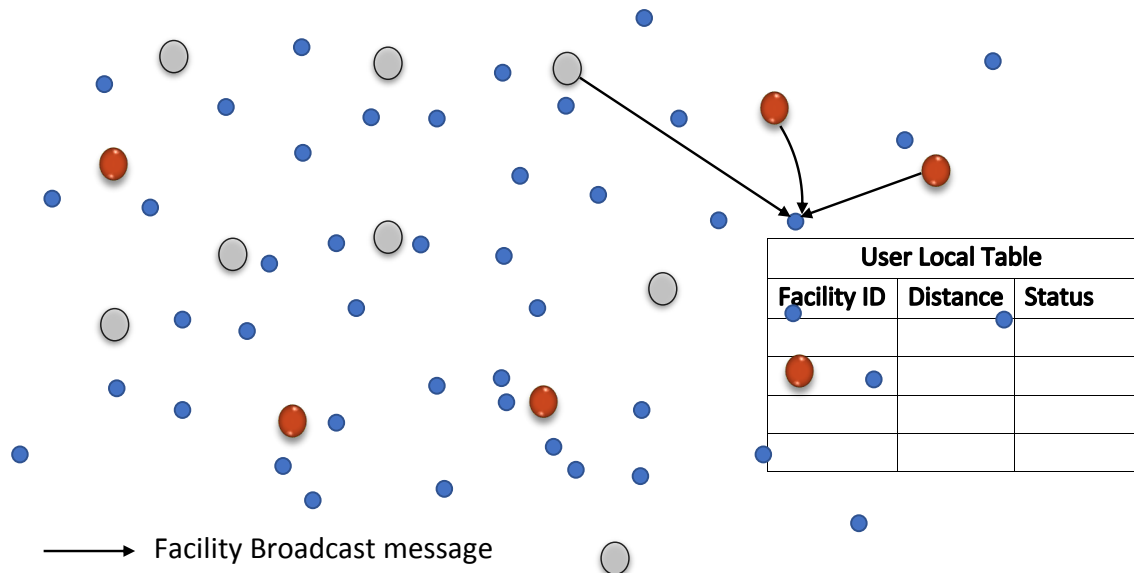 User Local Table
Facility ID Distance Status
Facility Broadcast message